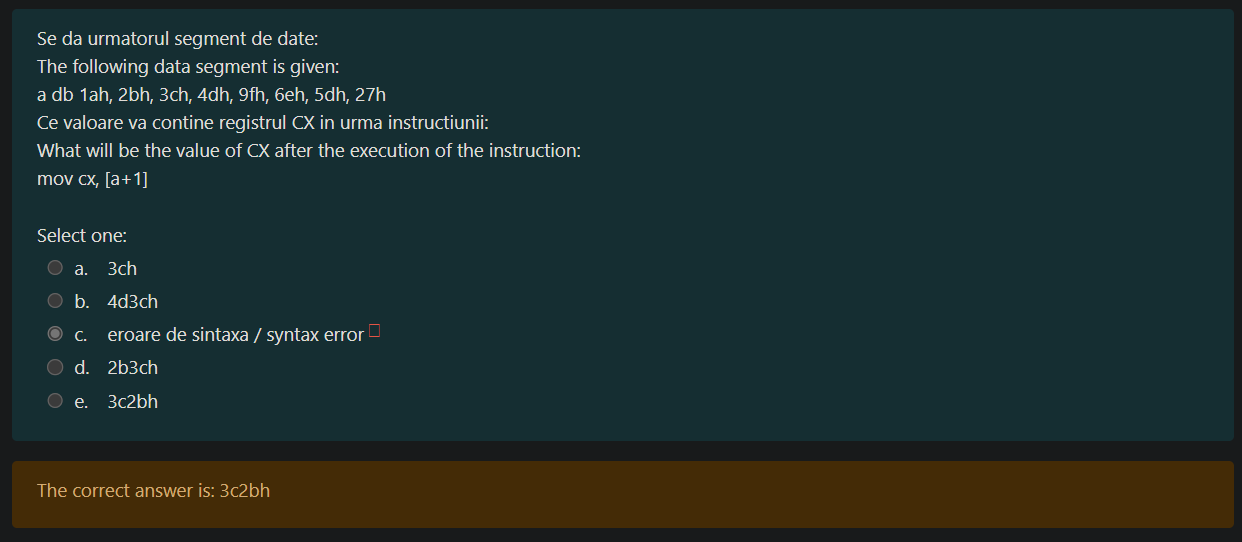 Se da urmatorul segment de date:
The following data segment is given:
a db 1ah, 2bh, 3ch, 4dh, 9fh, 6eh, 5dh, 27h
Ce valoare va contine registrul CX in urma instructiunii:
What will be the value of CX after the execution of the instruction:
mov cx, [a+1]
Select one:
a. 3ch
b. 4d3ch
c. eroare de sintaxa / syntax error
d. 2b3ch
e. 3c2bh
The correct answer is: 3c2bh